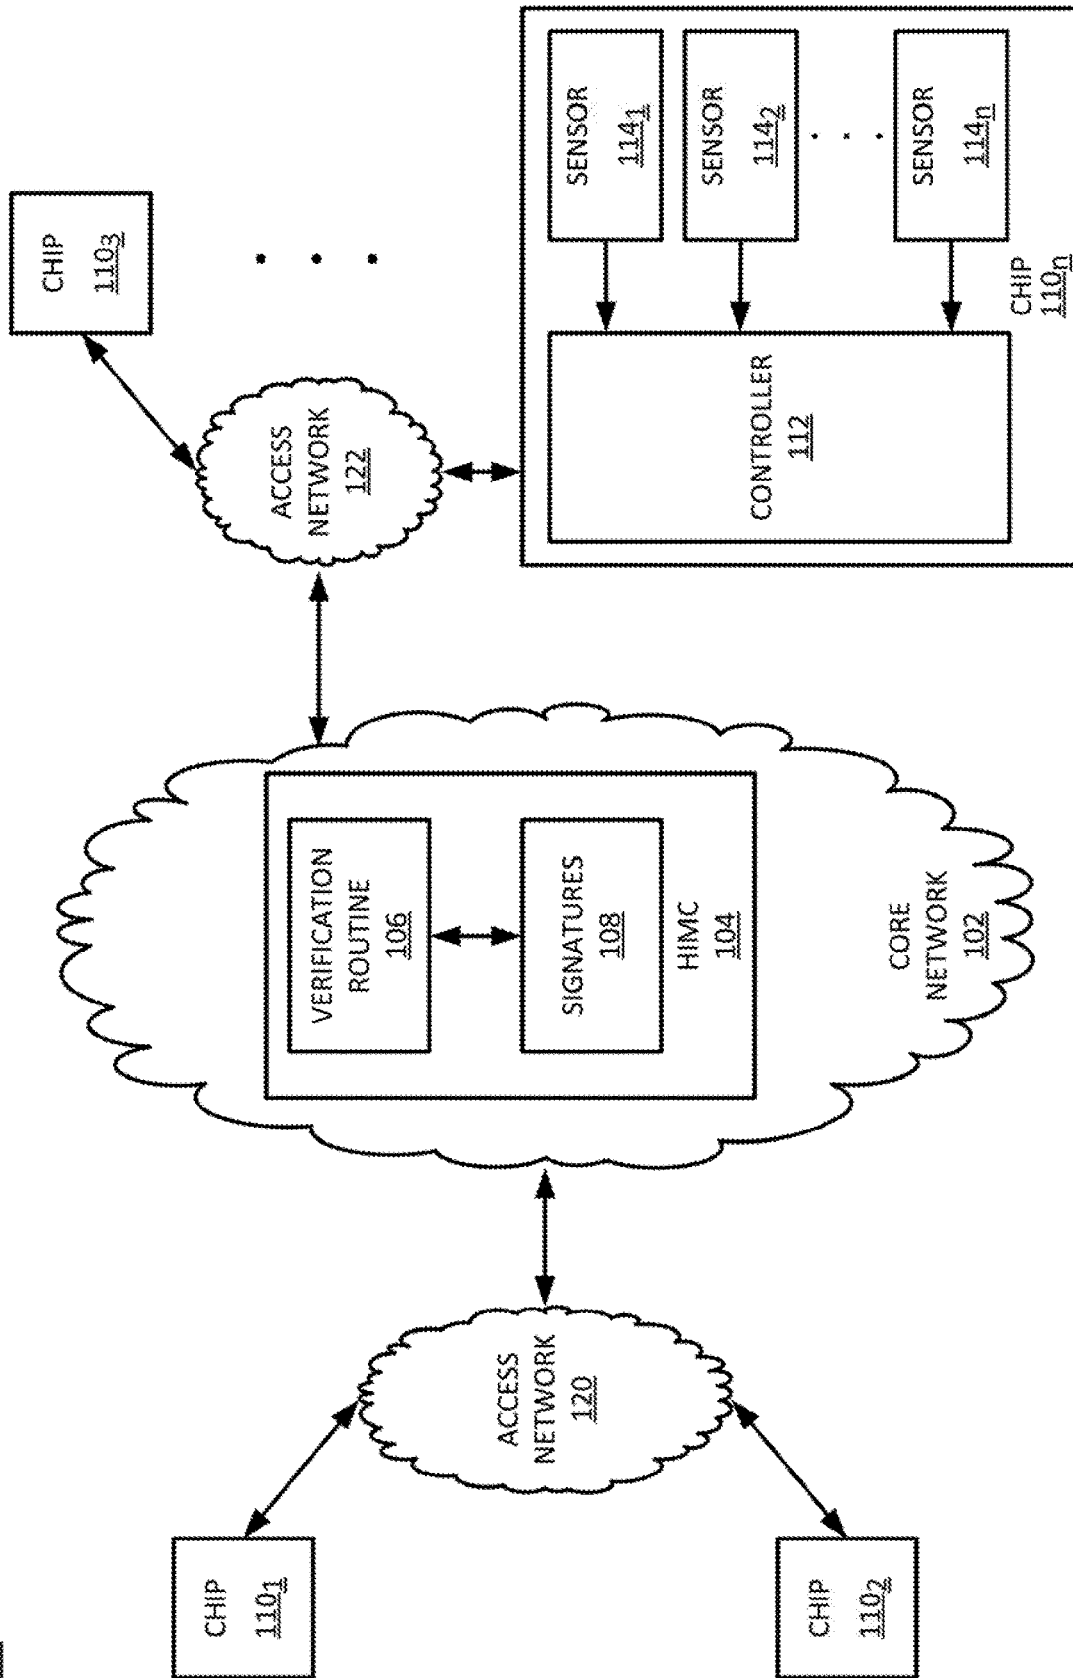 CHIP
110₁
CHIP
110₂
ACCESS
NETWORK
120
VERIFICATION
ROUTINE
106
SIGNATURES
108
HIMC
104
CORE
NETWORK
102
ACCESS
NETWORK
122
CHIP
110₃
CONTROLLER
112
SENSOR
114₁
SENSOR
114₂
SENSOR
114ₙ
CHIP
110ₙ